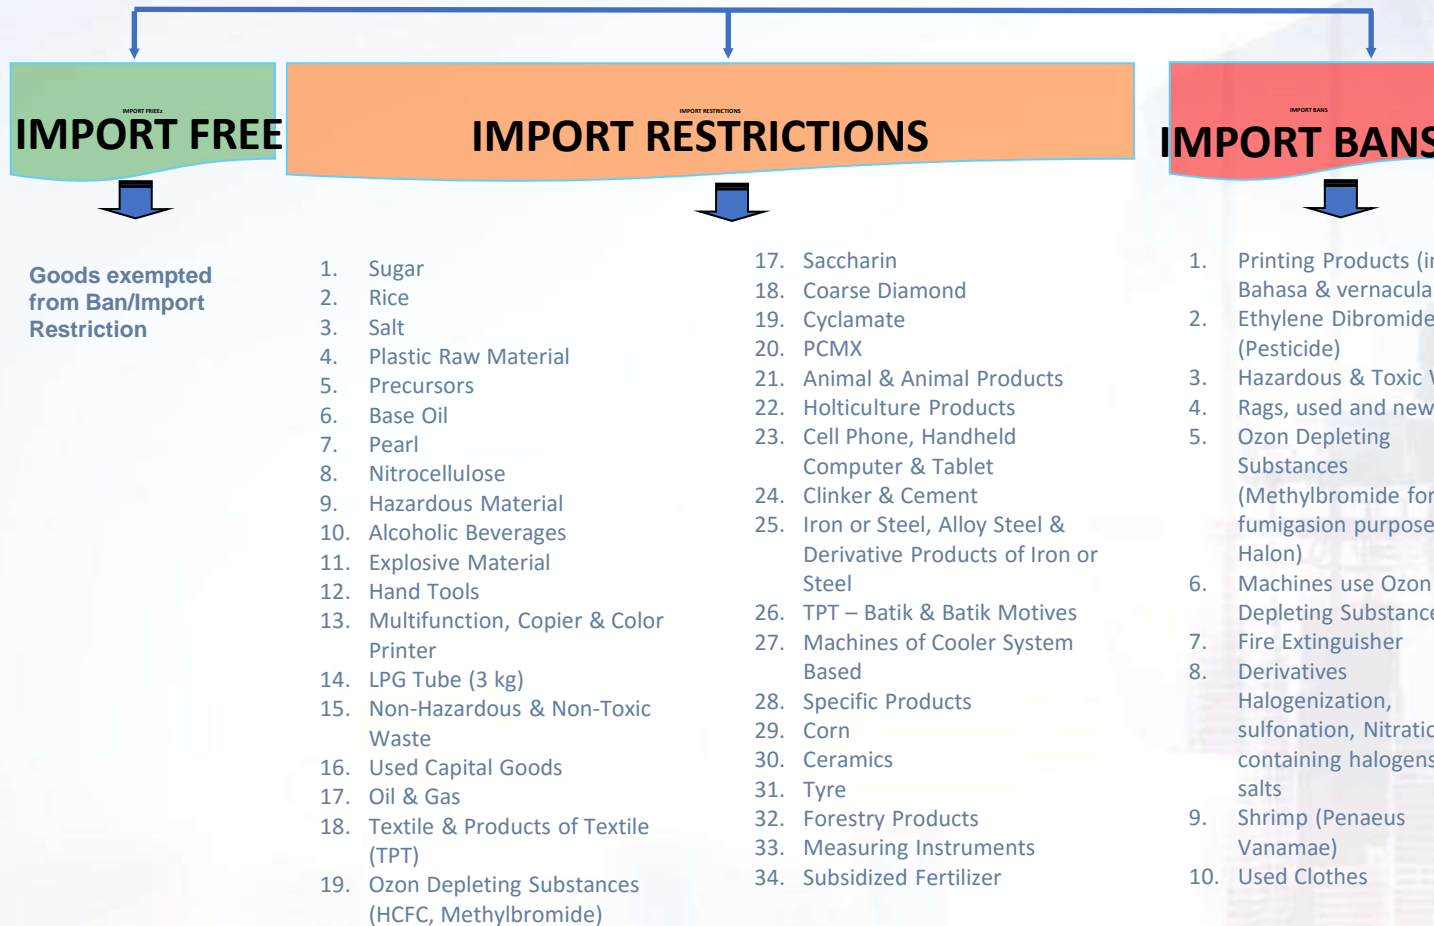 IMPORT FRIEEz
IMPORT FREE
IMPORT RESTRICTIONS
IMPORT RESTRICTIONS
IMPORT BANS
IMPORT BANS
Goods exempted
from Ban/Import
Restriction
1. Sugar
2. Rice
3. Salt
4. Plastic Raw Material
5. Precursors
6. Base Oil
7. Pearl
8. Nitrocellulose
9. Hazardous Material
10. Alcoholic Beverages
11. Explosive Material
12. Hand Tools
13. Multifunction, Copier & Color
Printer
14. LPG Tube (3 kg)
15. Non-Hazardous & Non-Toxic
Waste
16. Used Capital Goods
17. Oil & Gas
18. Textile & Products of Textile
(TPT)
19. Ozon Depleting Substances
(HCFC, Methylbromide)
17. Saccharin
18. Coarse Diamond
19. Cyclamate
20. PCMX
21. Animal & Animal Products
22. Holticulture Products
23. Cell Phone, Handheld
Computer & Tablet
24. Clinker & Cement
25. Iron or Steel, Alloy Steel &
Derivative Products of Iron or
Steel
26. TPT – Batik & Batik Motives
27. Machines of Cooler System
Based
28. Specific Products
29. Corn
30. Ceramics
31. Tyre
32. Forestry Products
33. Measuring Instruments
34. Subsidized Fertilizer
1. Printing Products (in
Bahasa & vernacula
2. Ethylene Dibromide
(Pesticide)
3. Hazardous & Toxic
4. Rags, used and new
5. Ozon Depleting
Substances
(Methylbromide for
fumigasion purpose
Halon)
6. Machines use Ozon
Depleting Substance
7. Fire Extinguisher
8. Derivatives
Halogenization,
sulfonation, Nitratio
containing halogens
salts
9. Shrimp (Penaeus
Vanamae)
10. Used Clothes